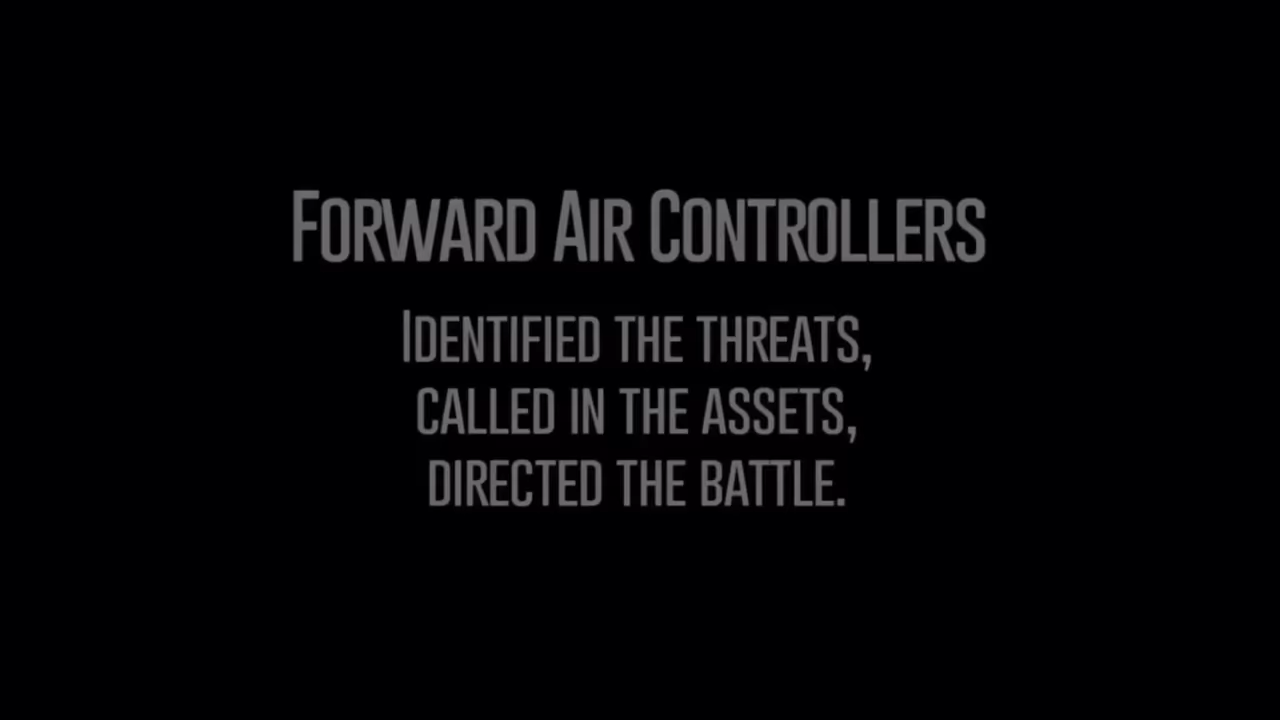 Forward Air Controllers
Identified the threats,
called in the assets,
directed the battle.